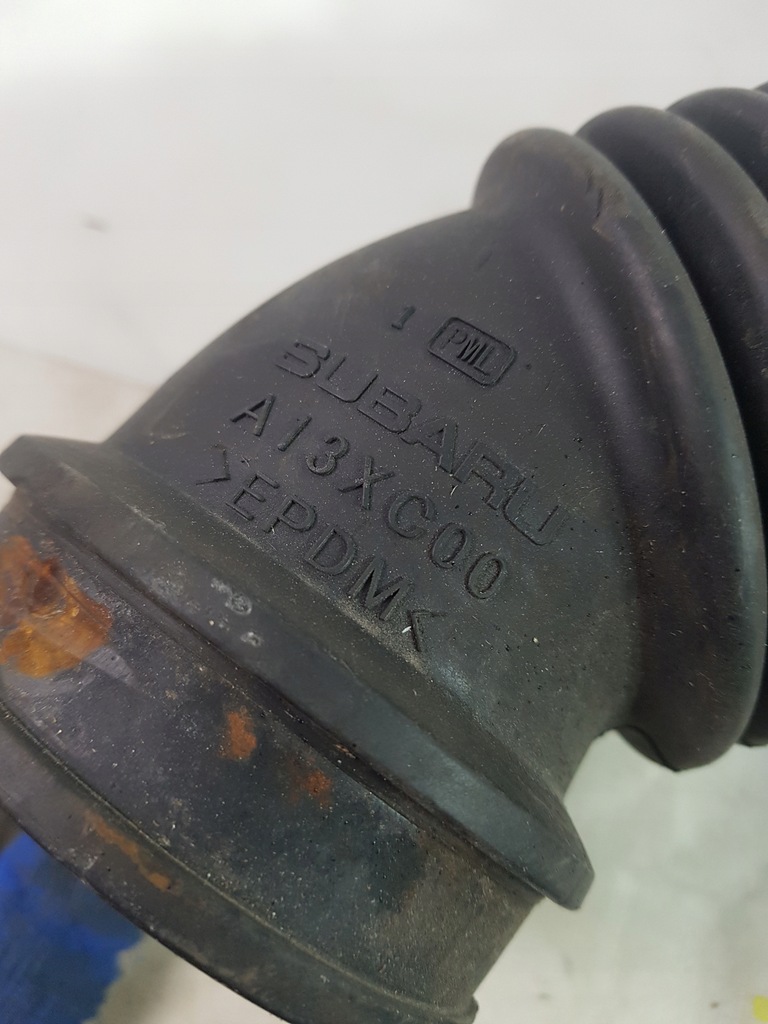 1 PML
SUBARU
A13XC00
>EPDM<